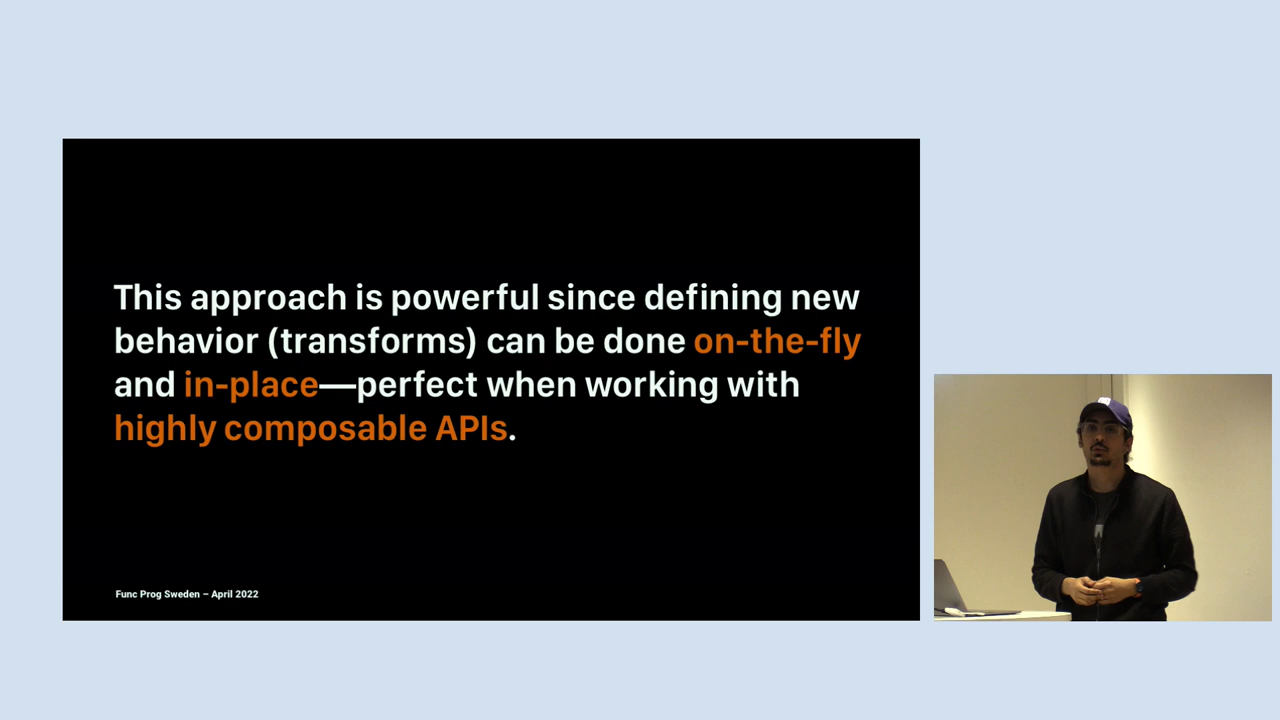 This approach is powerful since defining new
behavior (transforms) can be done on-the-fly
and in-place—perfect when working with
highly composable APIs.
Func Prog Sweden – April 2022